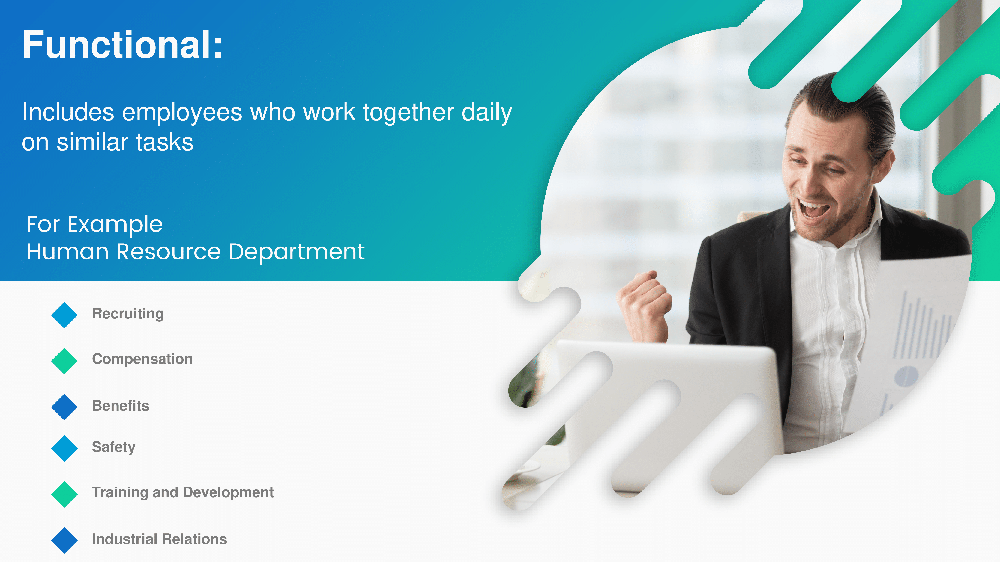 Functional:
Includes employees who work together daily
on similar tasks
For Example
Human Resource Department
Recruiting
Compensation
Benefits
Safety
Training and Development
Industrial Relations